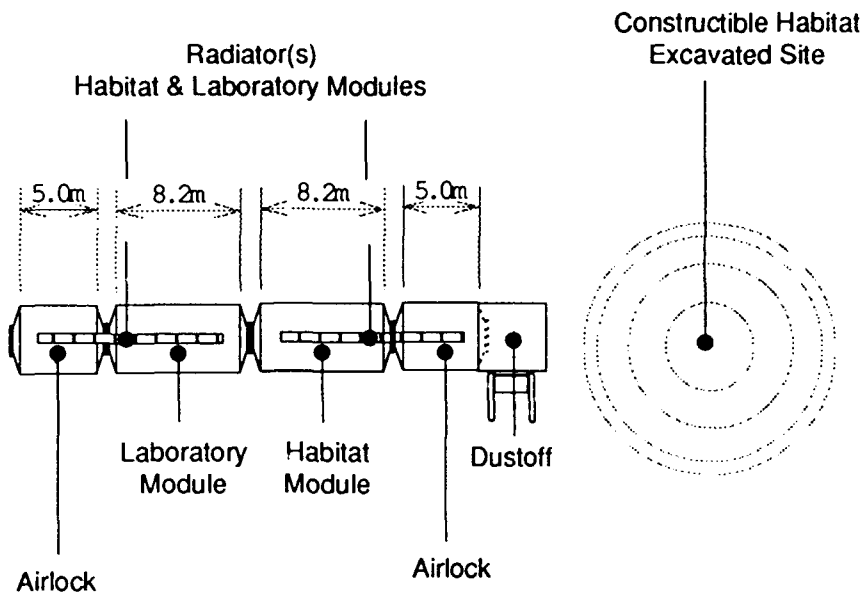 Constructible Habitat
Excavated Site
Radiator(s)
Habitat & Laboratory Modules
5.0m
8.2m
8.2m
5.0m
Laboratory
Module
Habitat
Module
Dustoff
Airlock
Airlock